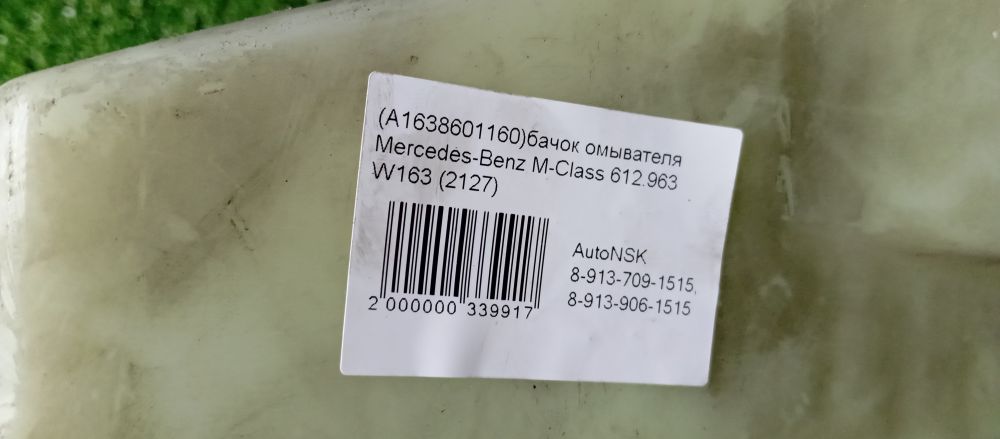 (A1638601160)бачок омывателя
Mercedes-Benz M-Class 612.963
W163 (2127)
AutoNSK
8-913-709-1515,
8-913-906-1515
2 000000 339917